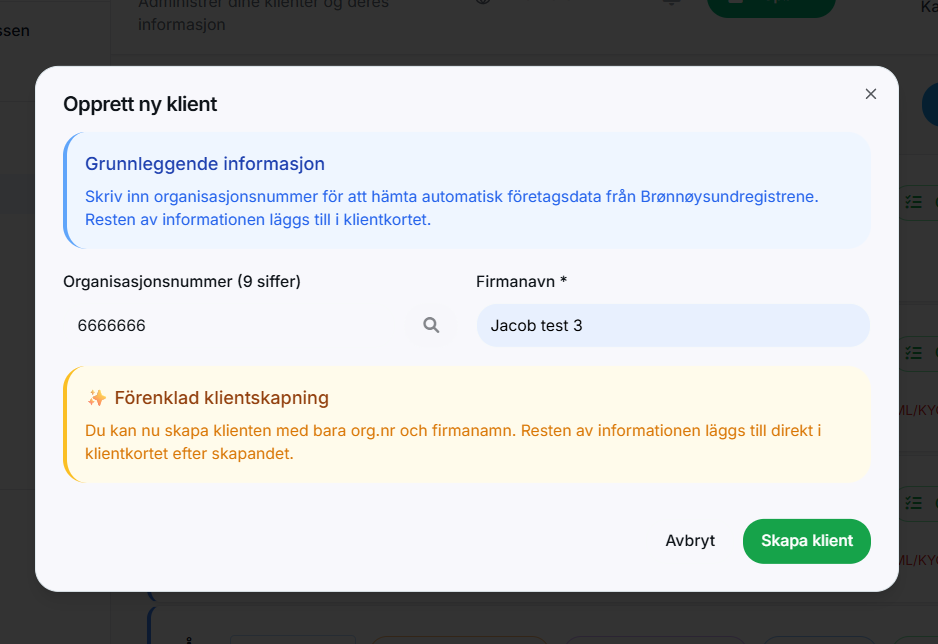 Administrer dine klienter og deres
informasjon
ssen
Ka
Opprett ny klient
Grunnleggende informasjon
Skriv inn organisasjonsnummer för att hämta automatisk företagsdata från Brønnøysundregistrene.
Resten av informationen läggs till i klientkortet.
Organisasjonsnummer (9 siffer)
Firmanavn *
6666666
Jacob test 3
ML/KY
✨ Förenklad klientskapning
Du kan nu skapa klienten med bara org.nr och firmanamn. Resten av informationen läggs till direkt i
klientkortet efter skapandet.
Avbryt
Skapa klient
ML/KY